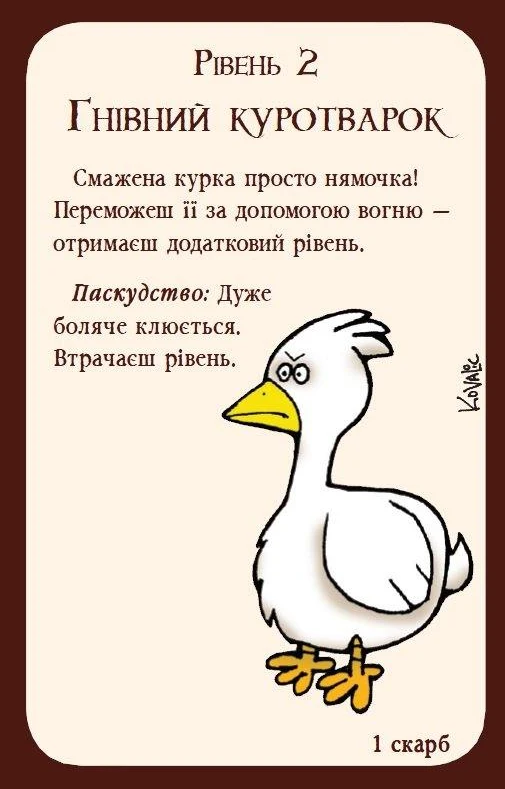 Рівень 2
Гнівний куротварок
Смажена курка просто нямочка!
Переможеш її за допомогою вогню –
отримаєш додатковий рівень.
Паскудство: Дуже
боляче клюється.
Втрачаєш рівень.
Kovalic
1 скарб